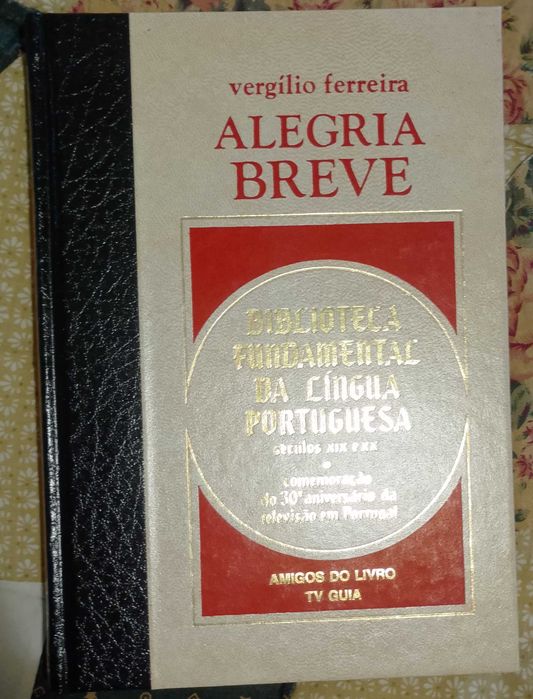 vergílio ferreira
ALEGRIA
BREVE
BIBLIOTECA
FUNDAMENTAL
DA LÍNGUA
PORTUGUESA
séculos XIX e XX
comemoração
do 30º aniversário da
televisão em Portugal
AMIGOS DO LIVRO
TV GUIA